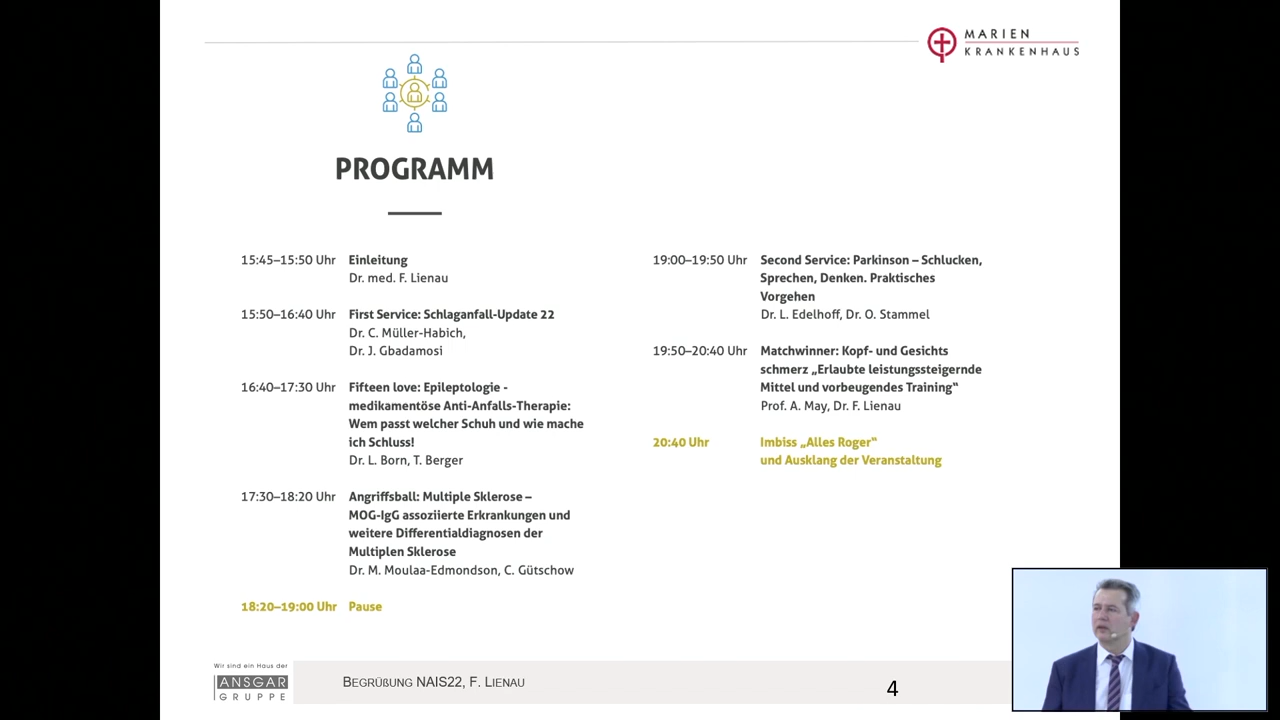 MARIEN
KRANKENHAUS
PROGRAMM
15:45–15:50 Uhr Einleitung
Dr. med. F. Lienau
15:50–16:40 Uhr First Service: Schlaganfall-Update 22
Dr. C. Müller-Habich,
Dr. J. Gbadamosi
16:40–17:30 Uhr Fifteen love: Epileptologie -
medikamentöse Anti-Anfalls-Therapie:
Wem passt welcher Schuh und wie mache
ich Schluss!
Dr. L. Born, T. Berger
17:30–18:20 Uhr Angriffsball: Multiple Sklerose –
MOG-IgG assoziierte Erkrankungen und
weitere Differentialdiagnosen der
Multiplen Sklerose
Dr. M. Moulaa-Edmondson, C. Gütschow
18:20–19:00 Uhr Pause
19:00–19:50 Uhr Second Service: Parkinson – Schlucken,
Sprechen, Denken. Praktisches
Vorgehen
Dr. L. Edelhoff, Dr. O. Stammel
19:50–20:40 Uhr Matchwinner: Kopf- und Gesichts
schmerz „Erlaubte leistungssteigernde
Mittel und vorbeugendes Training“
Prof. A. May, Dr. F. Lienau
20:40 Uhr Imbiss „Alles Roger“
und Ausklang der Veranstaltung
Wir sind ein Haus der
ANSGAR
GRUPPE
Begrüßung NAIS22, F. Lienau
4